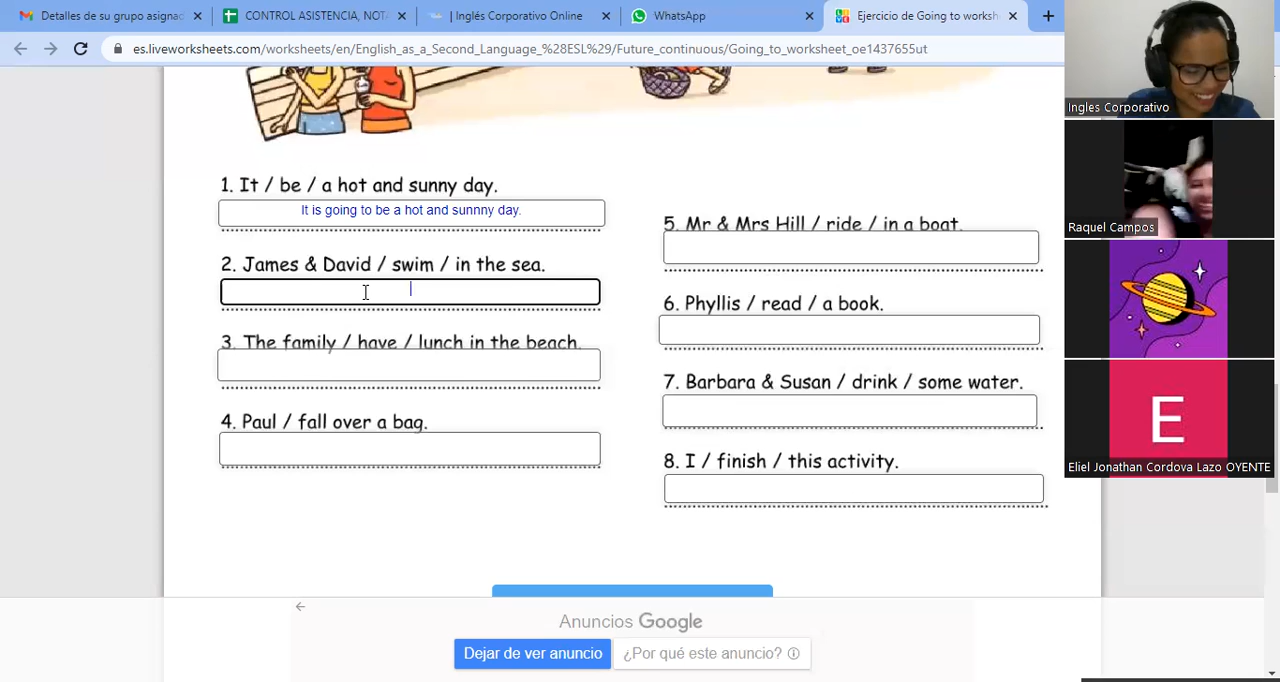 Detalles de su grupo asignac
CONTROL ASISTENCIA, NOTA
| Inglés Corporativo Online
WhatsApp
Ejercicio de Going to worksh
es.liveworksheets.com/worksheets/en/English_as_a_Second_Language_%28ESL%29/Future_continuous/Going_to_worksheet_oe1437655ut
Ingles Corporativo
Raquel Campos
E
Eliel Jonathan Cordova Lazo OYENTE
1. It / be / a hot and sunny day.
It is going to be a hot and sunnny day.
2. James & David / swim / in the sea.
3. The family / have / lunch in the beach.
4. Paul / fall over a bag.
5. Mr & Mrs Hill / ride / in a boat.
6. Phyllis / read / a book.
7. Barbara & Susan / drink / some water.
8. I / finish / this activity.
Anuncios Google
Dejar de ver anuncio
¿Por qué este anuncio?